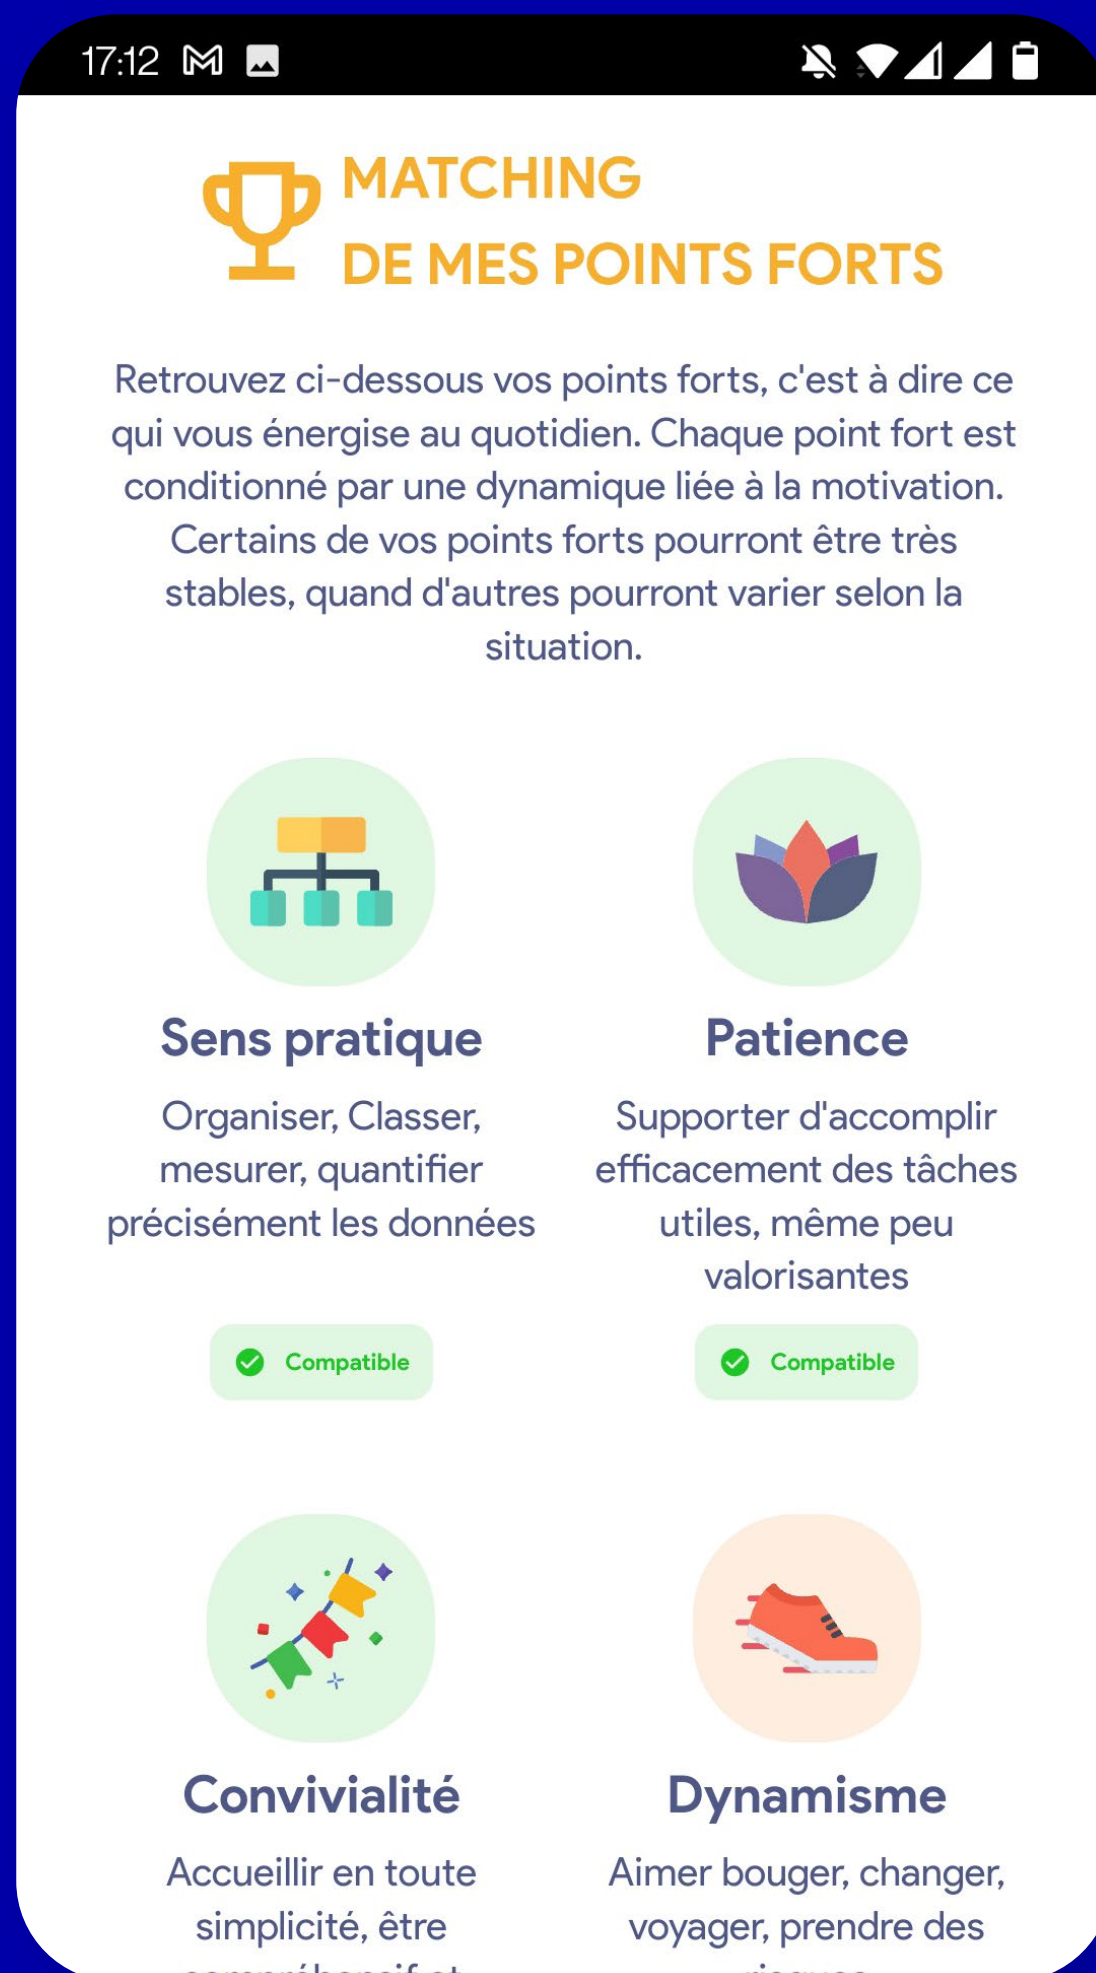 17:12
MATCHING
DE MES POINTS FORTS
Retrouvez ci-dessous vos points forts, c'est à dire ce
qui vous énergise au quotidien. Chaque point fort est
conditionné par une dynamique liée à la motivation.
Certains de vos points forts pourront être très
stables, quand d'autres pourront varier selon la
situation.
Sens pratique
Organiser, Classer,
mesurer, quantifier
précisément les données
Compatible
Patience
Supporter d'accomplir
efficacement des tâches
utiles, même peu
valorisantes
Compatible
Convivialité
Accueillir en toute
simplicité, être
compréhensif et
Dynamisme
Aimer bouger, changer,
voyager, prendre des
risques